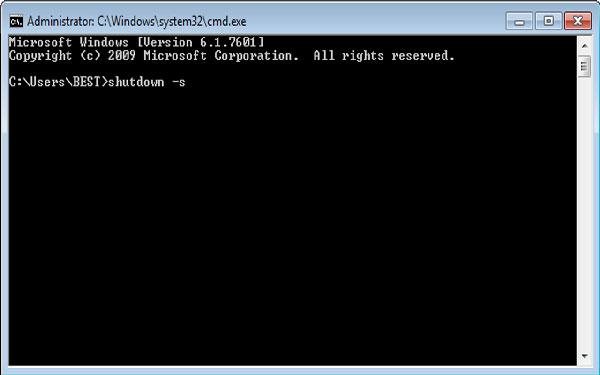 Administrator: C:\Windows\system32\cmd.exe
Microsoft Windows [Version 6.1.7601]
Copyright (c) 2009 Microsoft Corporation.  All rights reserved.
C:\Users\BEST>shutdown -s